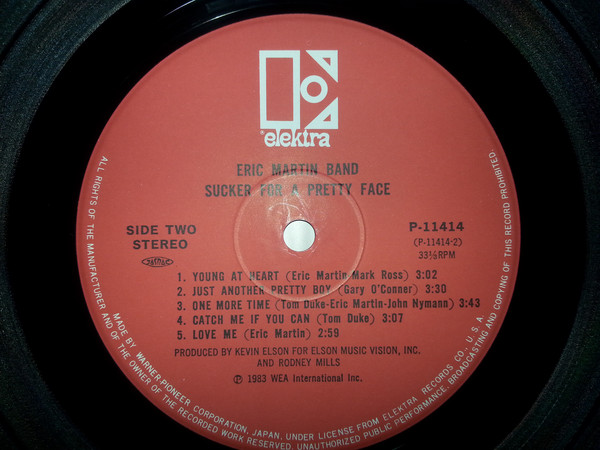 elektra
ERIC MARTIN BAND
SUCKER FOR A PRETTY FACE
SIDE TWO
STEREO
P-11414
(P-11414-2)
33⅓RPM
1. YOUNG AT HEART (Eric Martin-Mark Ross) 3:02
2. JUST ANOTHER PRETTY BOY (Gary O'Conner) 3:30
3. ONE MORE TIME (Tom Duke-Eric Martin-John Nymann) 3:43
4. CATCH ME IF YOU CAN (Tom Duke) 3:07
5. LOVE ME (Eric Martin) 2:59
PRODUCED BY KEVIN ELSON FOR ELSON MUSIC VISION, INC.
AND RODNEY MILLS
℗ 1983 WEA International Inc.
MADE BY WARNER-PIONEER CORPORATION, JAPAN, UNDER LICENSE FROM ELEKTRA RECORDS CO., U.S.A.
ALL RIGHTS OF THE MANUFACTURER AND OF THE OWNER OF THE RECORDED WORK RESERVED. UNAUTHORIZED PUBLIC PERFORMANCE, BROADCASTING AND COPYING OF THIS RECORD PROHIBITED.